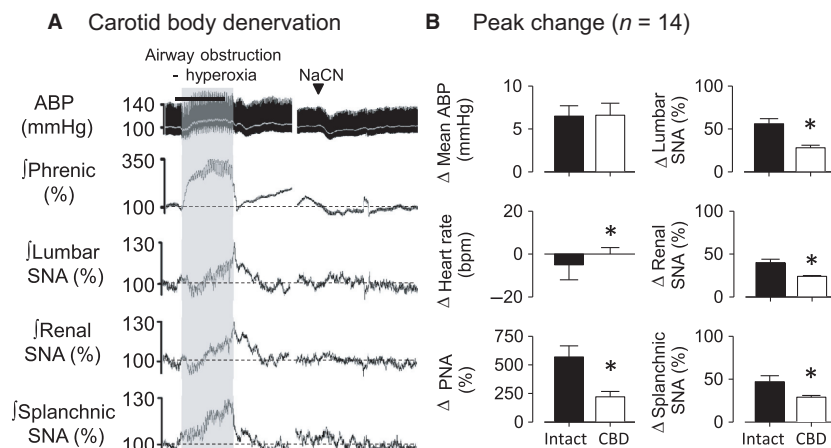 A Carotid body denervation
Airway obstruction
- hyperoxia
NaCN
ABP
(mmHg)
140
100
∫Phrenic
(%)
350
100
∫Lumbar
SNA (%)
130
100
∫Renal
SNA (%)
130
100
∫Splanchnic
SNA (%)
130
100
B Peak change (n = 14)
Δ Mean ABP
(mmHg)
10
5
0
Δ Lumbar
SNA (%)
100
50
0
*
Δ Heart rate
(bpm)
20
0
–20
*
Δ Renal
SNA (%)
100
50
0
*
Δ PNA
(%)
750
500
250
0
*
Intact CBD
Δ Splanchnic
SNA (%)
100
50
0
*
Intact CBD